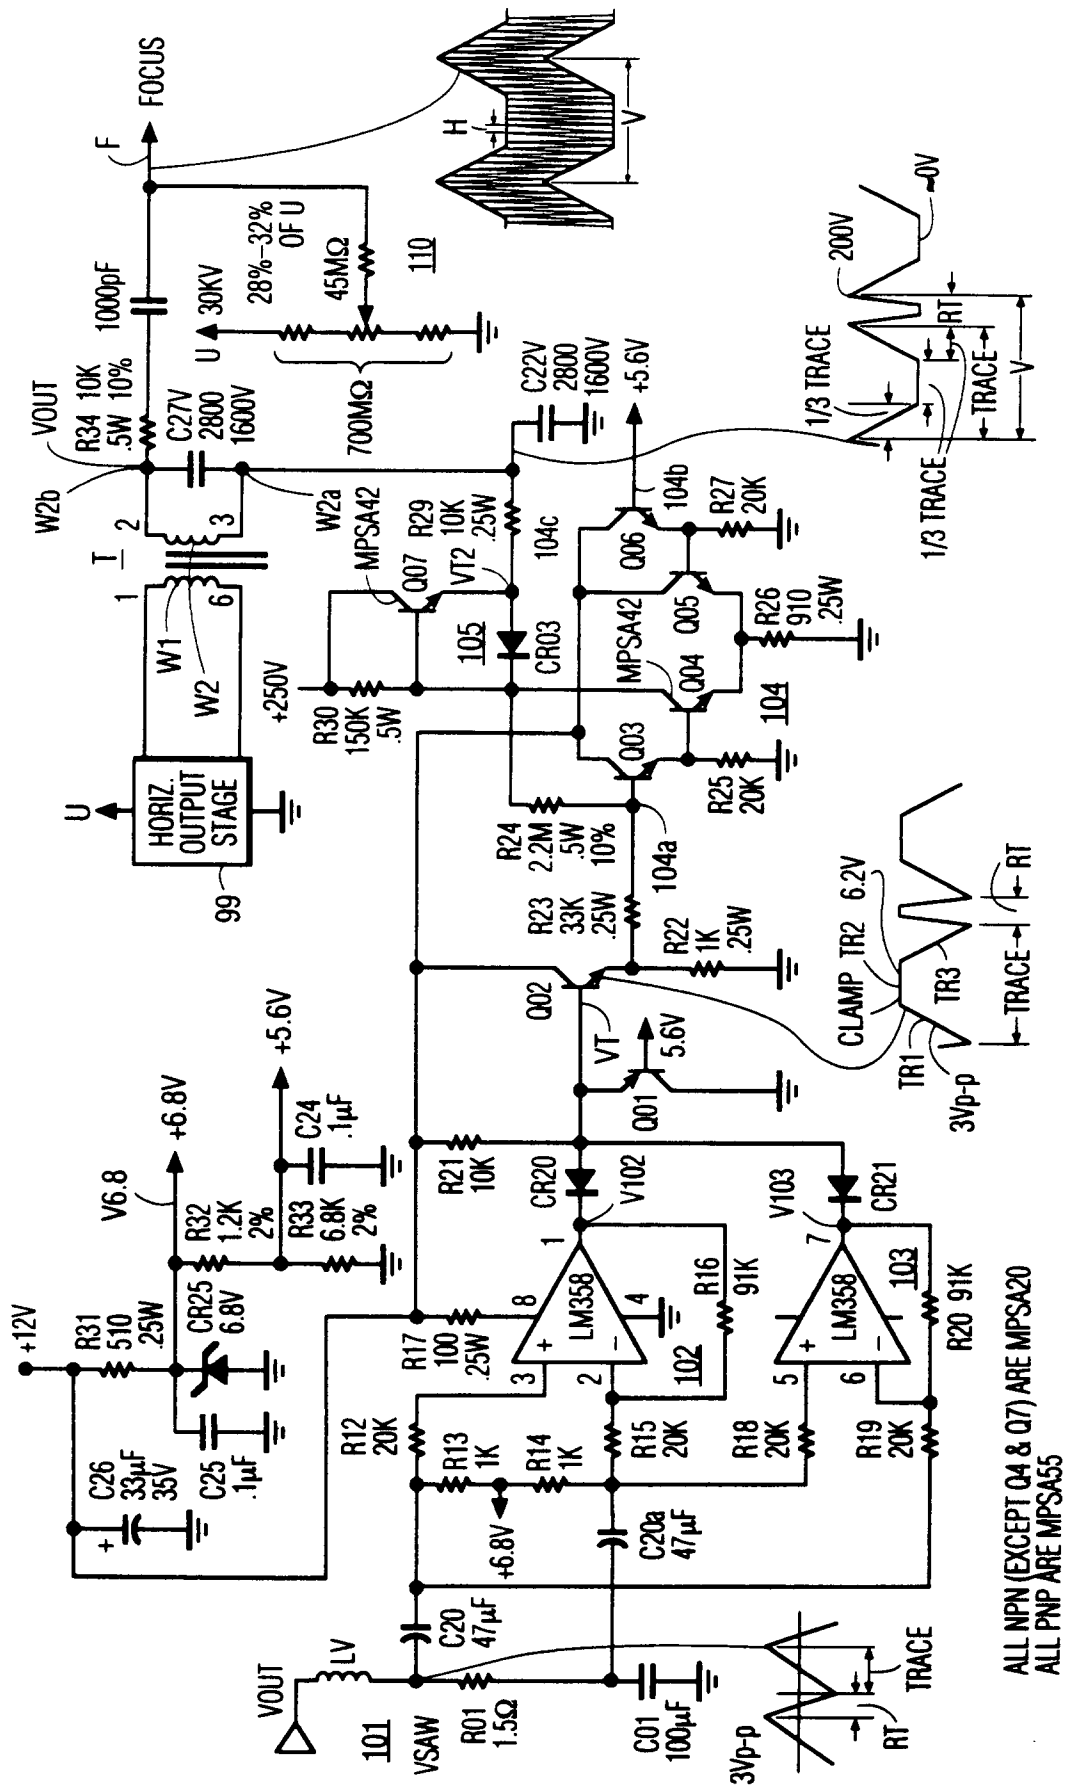 +12V
C26
33μF
35V
+
R31
510
.25W
C25
.1μF
CR25
6.8V
V6.8
+6.8V
R32
1.2K
2%
R33
6.8K
2%
+5.6V
C24
.1μF
U
HORIZ.
OUTPUT
STAGE
99
1
T
2
W1
6
W2
3
W2b
VOUT
R34 10K
.5W 10%
C27V
2800
1600V
W2a
1000pF
F
FOCUS
U
30KV
28%-32%
OF U
700MΩ
45MΩ
110
H
V
+250V
R30
150K
.5W
MPSA42
Q07
105
VT2
CR03
R29
10K
.25W
104c
C22V
2800
1600V
VOUT
LV
101
VSAW
R01
1.5Ω
C01
100μF
C20
47μF
C20a
47μF
+6.8V
R12
20K
R13
1K
R14
1K
R15
20K
R17
100
.25W
3
+
8
1
LM358
2
-
4
102
R16
91K
R18
20K
R19
20K
5
+
7
LM358
6
-
103
R20 91K
V102
V103
CR20
CR21
R21
10K
VT
Q01
5.6V
Q02
R22
1K
.25W
R23
33K
.25W
R24
2.2M
.5W
10%
104a
Q03
R25
20K
104
MPSA42
Q04
Q05
R26
910
.25W
Q06
104b
R27
20K
+5.6V
3Vp-p
RT
TRACE
CLAMP
TR2
6.2V
TR1
TR3
3Vp-p
TRACE
RT
1/3 TRACE
1/3 TRACE
200V
≈0V
TRACE
RT
V
ALL NPN (EXCEPT Q4 & Q7) ARE MPSA20
ALL PNP ARE MPSA55